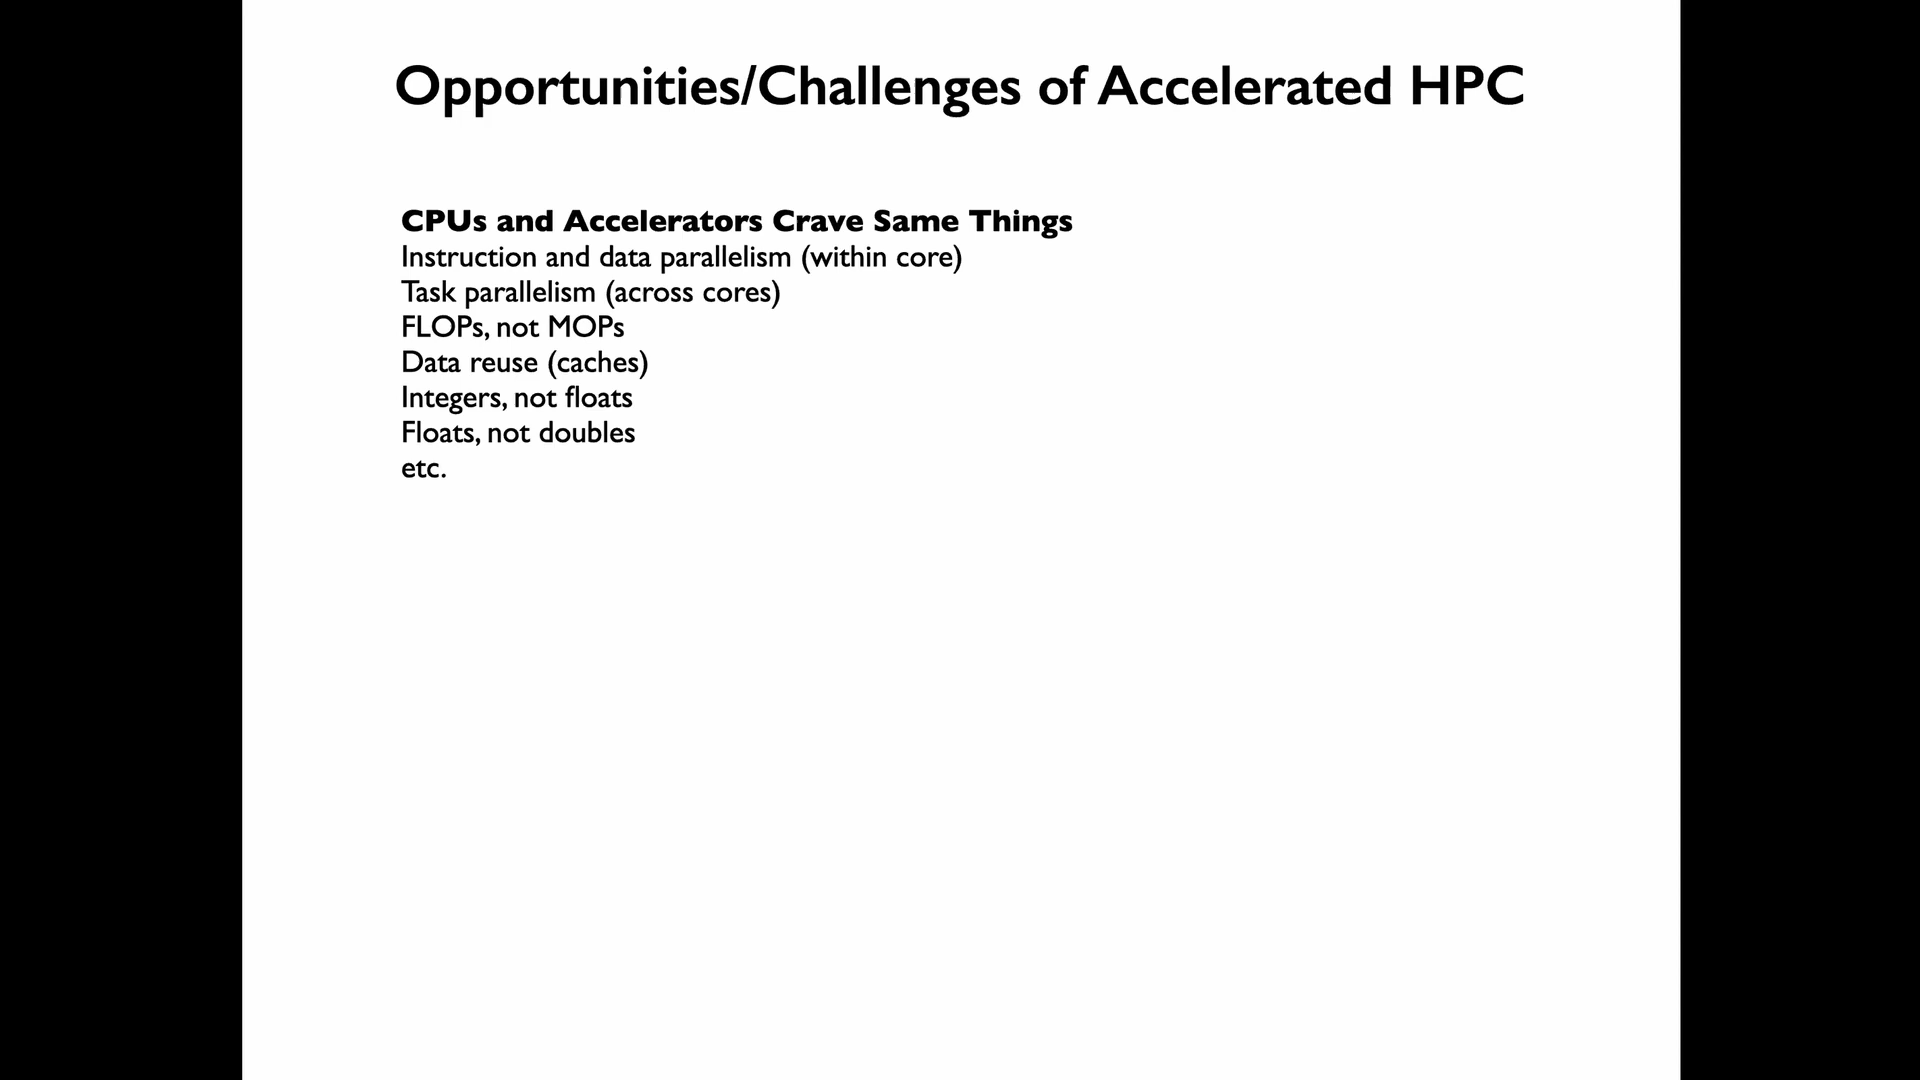 Opportunities/Challenges of Accelerated HPC
CPUs and Accelerators Crave Same Things
Instruction and data parallelism (within core)
Task parallelism (across cores)
FLOPs, not MOPs
Data reuse (caches)
Integers, not floats
Floats, not doubles
etc.